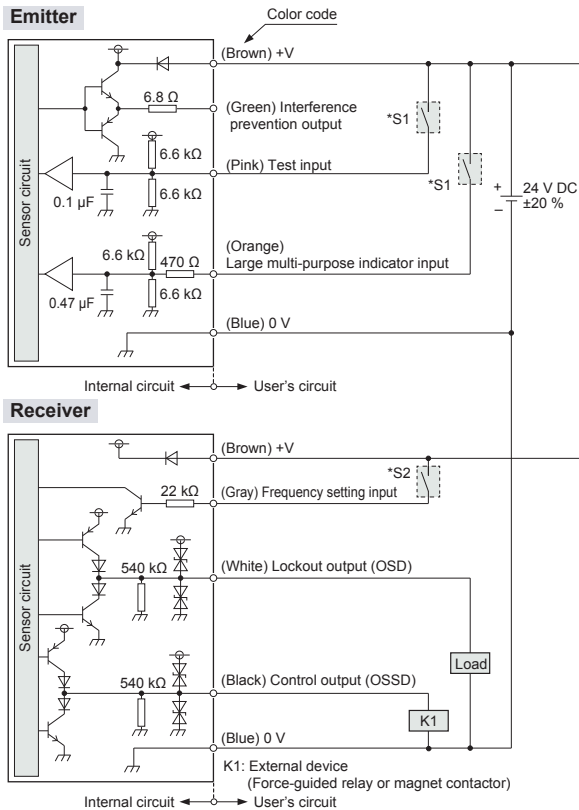 Emitter
Color code
(Brown) +V
6.8 Ω
(Green) Interference
prevention output
*S1
6.6 kΩ
(Pink) Test input
*S1
6.6 kΩ
0.1 µF
+
24 V DC
–
±20 %
Sensor circuit
(Orange)
6.6 kΩ
470 Ω
Large multi-purpose indicator input
0.47 µF
6.6 kΩ
(Blue) 0 V
Internal circuit
User's circuit
Receiver
(Brown) +V
*S2
22 kΩ
(Gray) Frequency setting input
540 kΩ
(White) Lockout output (OSD)
Sensor circuit
Load
540 kΩ
(Black) Control output (OSSD)
K1
(Blue) 0 V
K1: External device
(Force-guided relay or magnet contactor)
Internal circuit
User's circuit